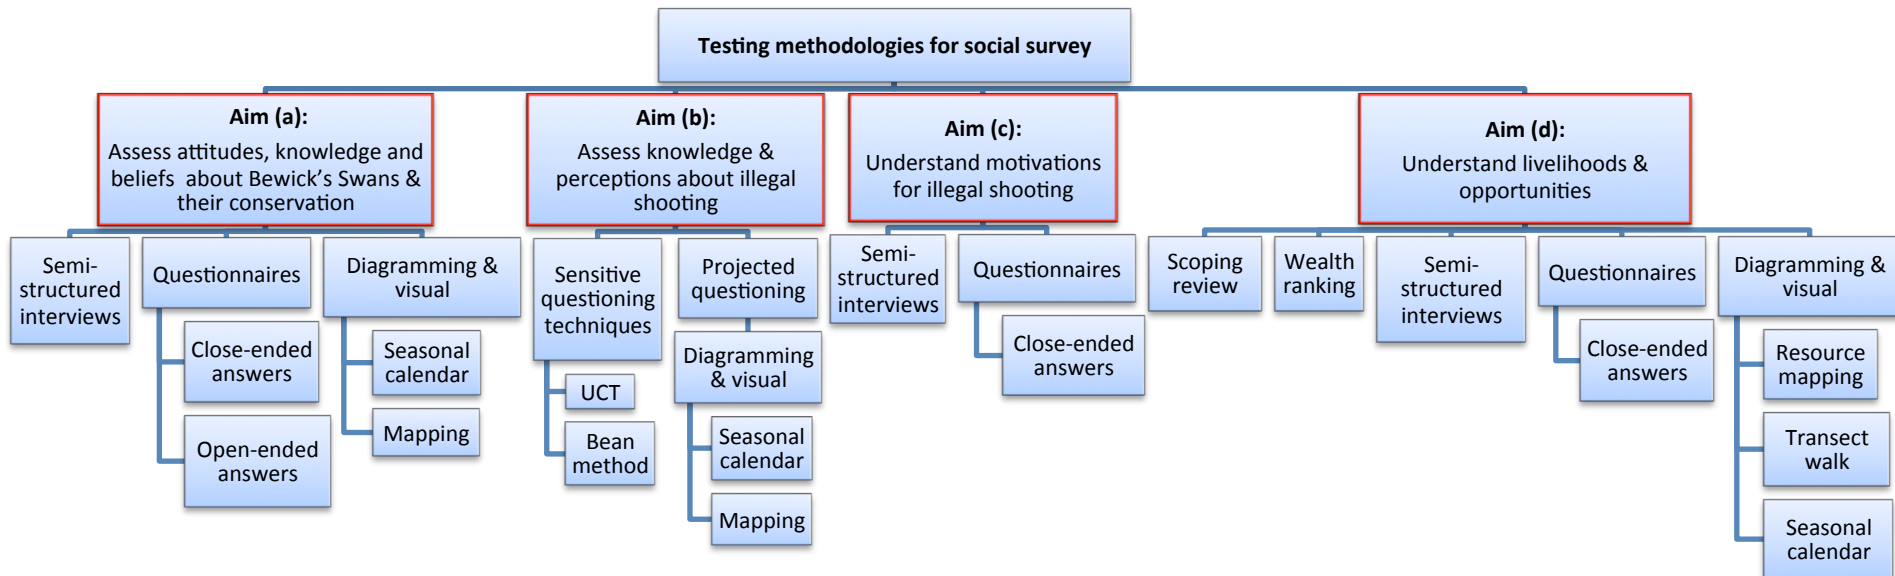 Testing methodologies for social survey
Aim (a):
Assess attitudes, knowledge and
beliefs about Bewick's Swans &
their conservation
Aim (b):
Assess knowledge &
perceptions about illegal
shooting
Aim (c):
Understand motivations
for illegal shooting
Aim (d):
Understand livelihoods &
opportunities
Semi-
structured
interviews
Questionnaires
Close-ended
answers
Open-ended
answers
Diagramming &
visual
Seasonal
calendar
Mapping
Sensitive
questioning
techniques
UCT
Bean
method
Projected
questioning
Diagramming
& visual
Seasonal
calendar
Mapping
Semi-
structured
interviews
Questionnaires
Close-ended
answers
Scoping
review
Wealth
ranking
Semi-
structured
interviews
Questionnaires
Close-ended
answers
Diagramming &
visual
Resource
mapping
Transect
walk
Seasonal
calendar